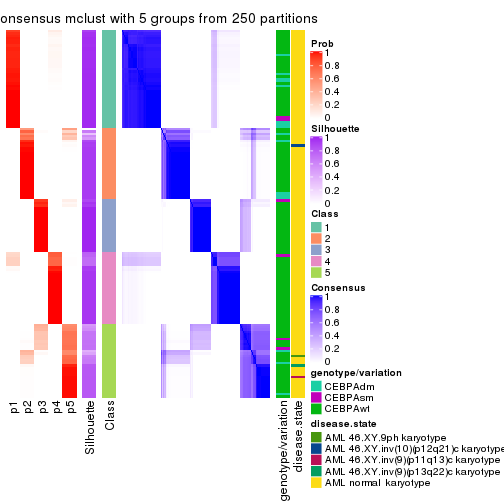 onsensus mclust with 5 groups from 250 partitions
p1
p2
p3
p4
p5
Silhouette
Class
genotype/variation
disease.state
Prob
1
0.8
0.6
0.4
0.2
0
Silhouette
1
0.8
0.6
0.4
0.2
0
Class
1
2
3
4
5
Consensus
1
0.8
0.6
0.4
0.2
0
genotype/variation
CEBPAdm
CEBPAsm
CEBPAwt
disease.state
AML 46.XY.9ph karyotype
AML 46.XY.inv(10)(p12q21)c karyotype
AML 46.XY.inv(9)(p11q13)c karyotype
AML 46.XY.inv(9)(p13q22)c karyotype
AML normal karyotype